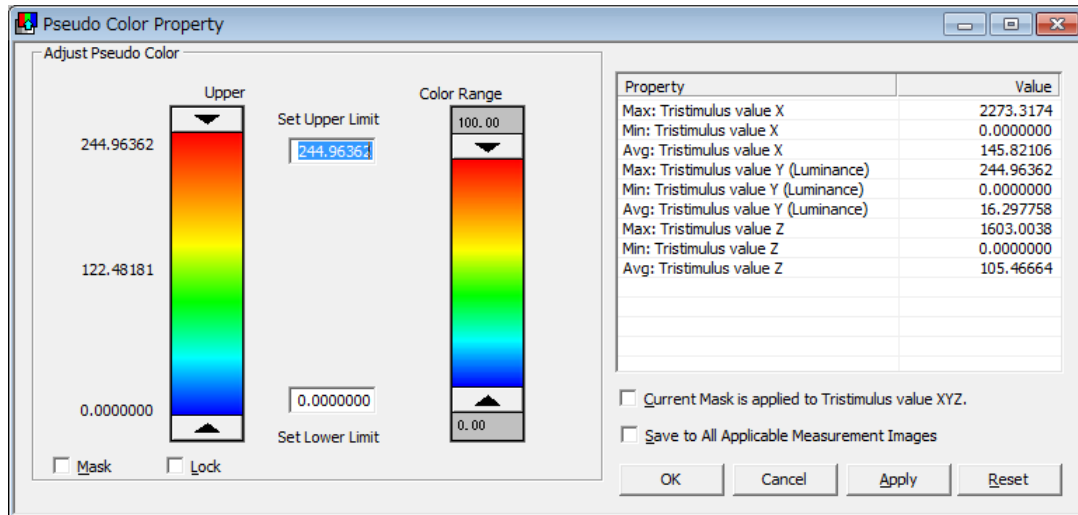 Pseudo Color Property
Adjust Pseudo Color
Upper
Color Range
Set Upper Limit
100.00
244.96362
244.96362
122.48181
0.0000000
0.0000000
Set Lower Limit
0.00
Mask
Lock
Property Value
Max: Tristimulus value X 2273.3174
Min: Tristimulus value X 0.0000000
Avg: Tristimulus value X 145.82106
Max: Tristimulus value Y (Luminance) 244.96362
Min: Tristimulus value Y (Luminance) 0.0000000
Avg: Tristimulus value Y (Luminance) 16.297758
Max: Tristimulus value Z 1603.0038
Min: Tristimulus value Z 0.0000000
Avg: Tristimulus value Z 105.46664
Current Mask is applied to Tristimulus value XYZ.
Save to All Applicable Measurement Images
OK Cancel Apply Reset